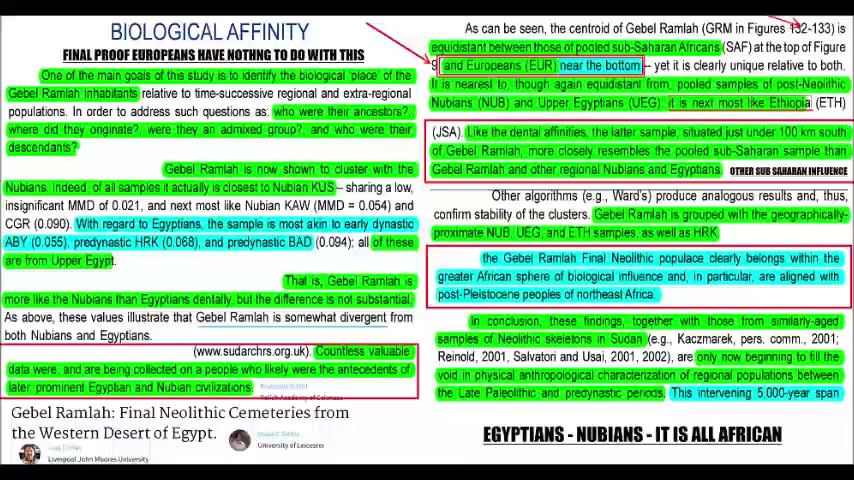 BIOLOGICAL AFFINITY
FINAL PROOF EUROPEANS HAVE NOTHNG TO DO WITH THIS
One of the main goals of this study is to identify the biological 'place' of the
Gebel Ramlah inhabitants relative to time-successive regional and extra-regional
populations. In order to address such questions as: who were their ancestors?,
where did they originate?, were they an admixed group?, and who were their
descendants?
Gebel Ramlah is now shown to cluster with the
Nubians. Indeed, of all samples it actually is closest to Nubian KUS – sharing a low,
insignificant MMD of 0.021, and next most like Nubian KAW (MMD = 0.054) and
CGR (0.090). With regard to Egyptians, the sample is most akin to early dynastic
ABY (0.055), predynastic HRK (0.068), and predynastic BAD (0.094); all of these
are from Upper Egypt.
That is, Gebel Ramlah is
more like the Nubians than Egyptians dentally, but the difference is not substantial.
As above, these values illustrate that Gebel Ramlah is somewhat divergent from
both Nubians and Egyptians.
(www.sudarchrs.org.uk). Countless valuable
data were, and are being collected on a people who likely were the antecedents of
later, prominent Egyptian and Nubian civilizations.
Gebel Ramlah: Final Neolithic Cemeteries from
the Western Desert of Egypt.
Polish Academy of Sciences
University of Leicester
Liverpool John Moores University
As can be seen, the centroid of Gebel Ramlah (GRM in Figures 132-133) is
equidistant between those of pooled sub-Saharan Africans (SAF) at the top of Figure
and Europeans (EUR) near the bottom – yet it is clearly unique relative to both.
It is nearest to, though again equidistant from, pooled samples of post-Neolithic
Nubians (NUB) and Upper Egyptians (UEG); it is next most like Ethiopia (ETH)
(JSA). Like the dental affinities, the latter sample, situated just under 100 km south
of Gebel Ramlah, more closely resembles the pooled sub-Saharan sample than
Gebel Ramlah and other regional Nubians and Egyptians. OTHER SUB SAHARAN INFLUENCE
Other algorithms (e.g., Ward's) produce analogous results and, thus,
confirm stability of the clusters. Gebel Ramlah is grouped with the geographically-
proximate NUB, UEG, and ETH samples, as well as HRK
the Gebel Ramlah Final Neolithic populace clearly belongs within the
greater African sphere of biological influence and, in particular, are aligned with
post-Pleistocene peoples of northeast Africa.
In conclusion, these findings, together with those from similarly-aged
samples of Neolithic skeletons in Sudan (e.g., Kaczmarek, pers. comm., 2001;
Reinold, 2001, Salvatori and Usai, 2001, 2002), are only now beginning to fill the
void in physical anthropological characterization of regional populations between
the Late Paleolithic and predynastic periods. This intervening 5,000-year span
EGYPTIANS - NUBIANS - IT IS ALL AFRICAN